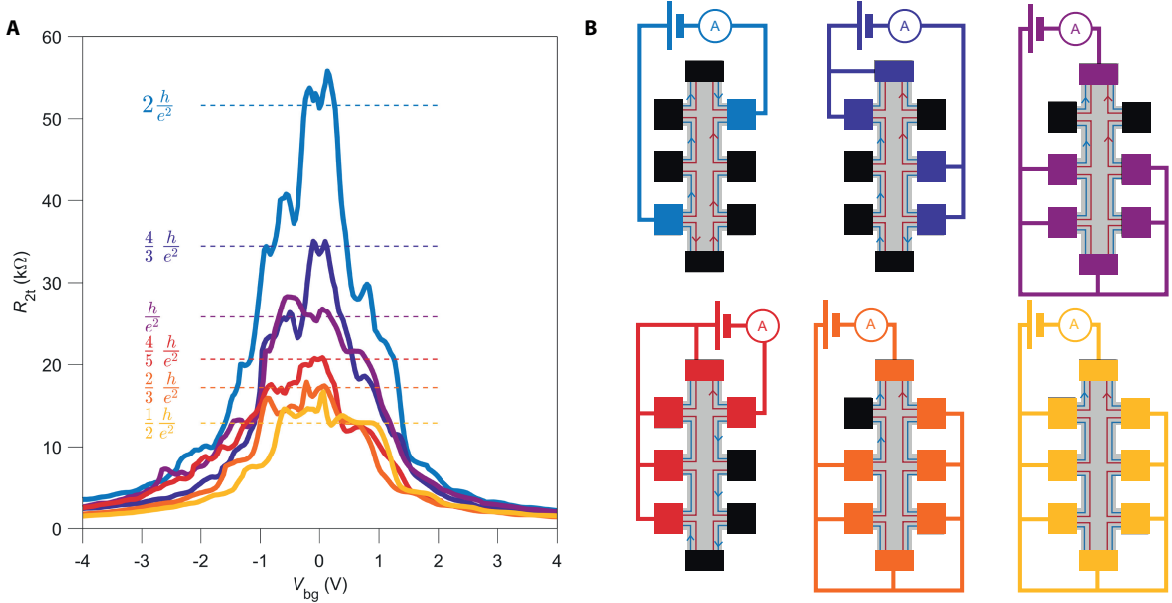 A
B
60
50
40
30
20
10
0
R2t (kΩ)
2 h/e²
4/3 h/e²
h/e²
4/5 h/e²
2/3 h/e²
1/2 h/e²
-4
-3
-2
-1
0
1
2
3
4
Vbg (V)
A
A
A
A
A
A